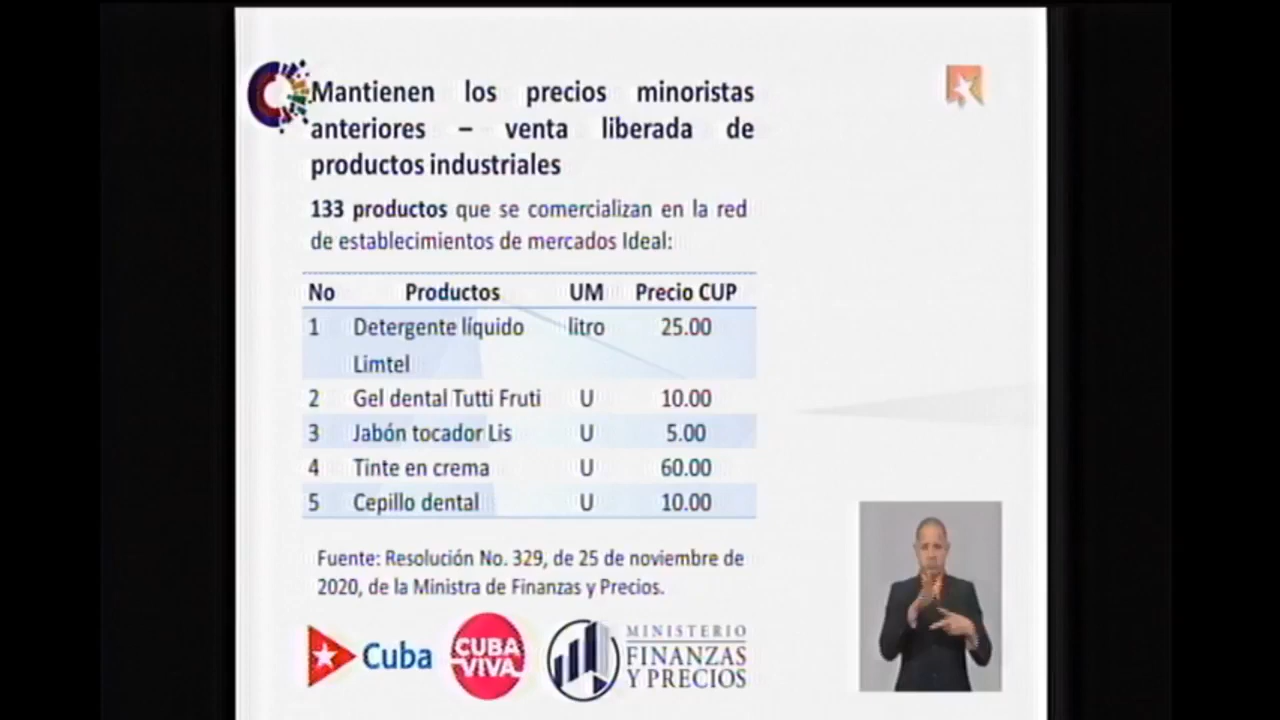 Mantienen los precios minoristas
anteriores – venta liberada de
productos industriales
133 productos que se comercializan en la red
de establecimientos de mercados Ideal:
No Productos UM Precio CUP
1 Detergente líquido litro 25.00
Limtel
2 Gel dental Tutti Fruti U 10.00
3 Jabón tocador Lis U 5.00
4 Tinte en crema U 60.00
5 Cepillo dental U 10.00
Fuente: Resolución No. 329, de 25 de noviembre de
2020, de la Ministra de Finanzas y Precios.
Cuba
CUBA
VIVA
MINISTERIO
FINANZAS
Y PRECIOS